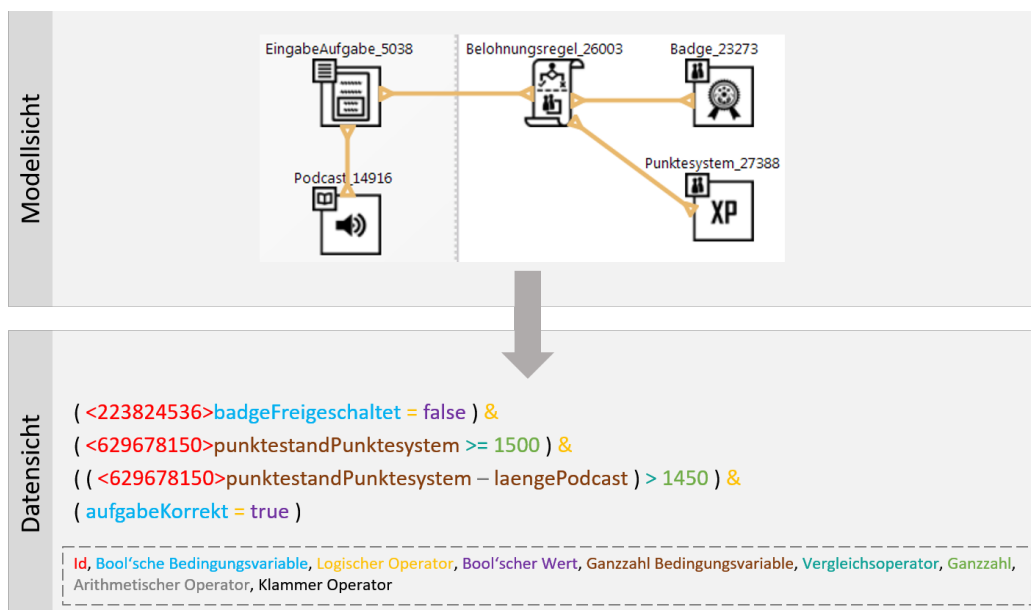 Modellsicht
EingabeAufgabe_5038
Belohnungsregel_26003
Badge_23273
Podcast_14916
Punktesystem_27388
XP
Datensicht
( <223824536>badgeFreigeschaltet = false ) &
( <629678150>punktestandPunktesystem >= 1500 ) &
( ( <629678150>punktestandPunktesystem – laengePodcast ) > 1450 ) &
( aufgabeKorrekt = true )
Id, Bool‘sche Bedingungsvariable, Logischer Operator, Bool‘scher Wert, Ganzzahl Bedingungsvariable, Vergleichsoperator, Ganzzahl,
Arithmetischer Operator, Klammer Operator